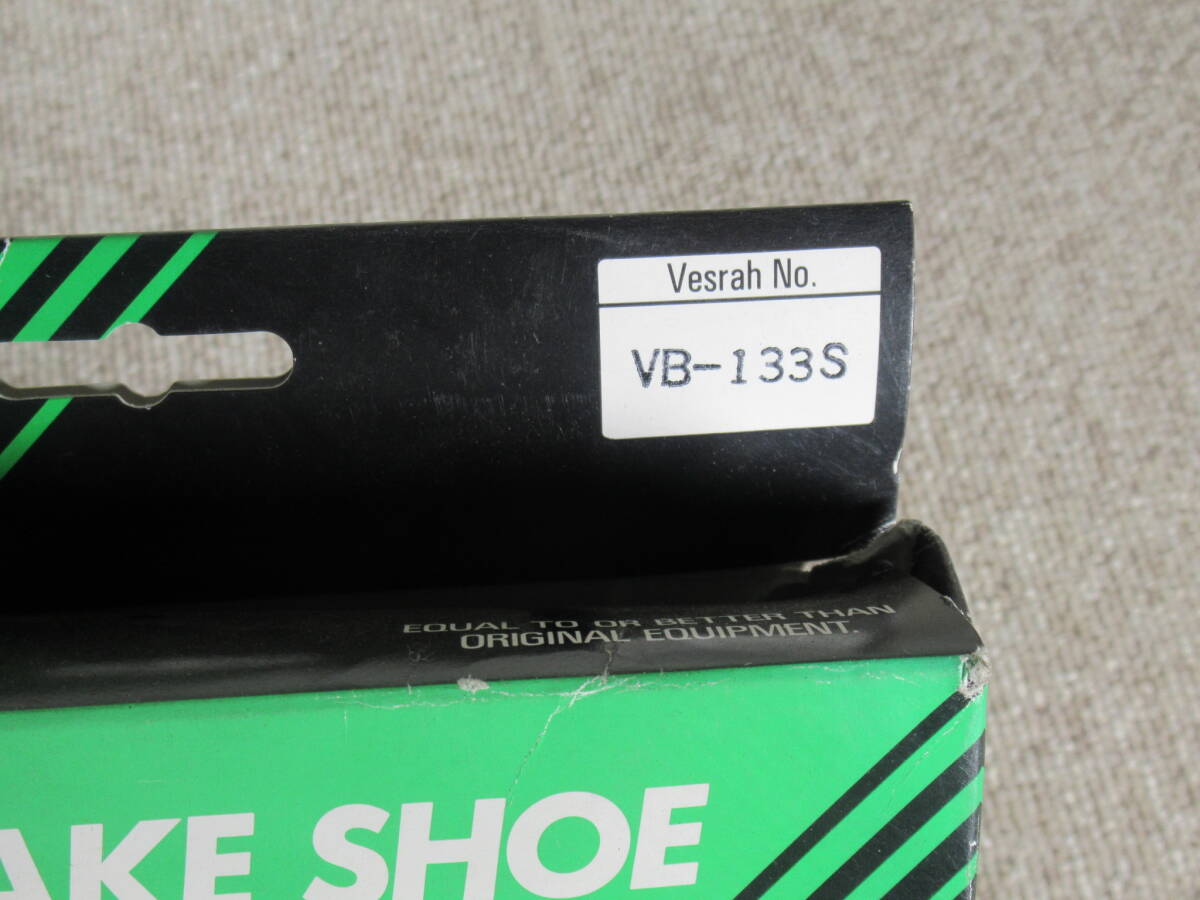 Vesrah No.
VB-133S
EQUAL TO OR BETTER THAN
ORIGINAL EQUIPMENT.
AKE SHOE